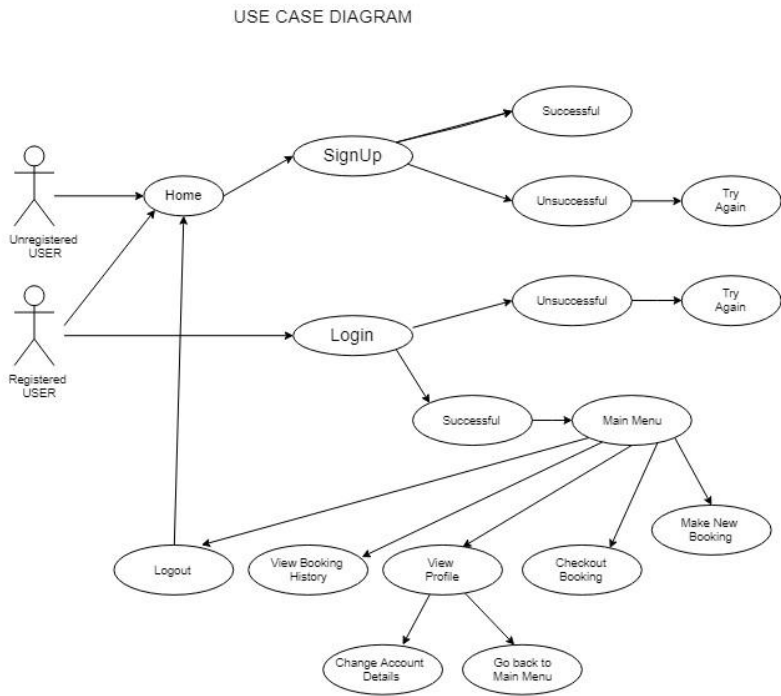 USE CASE DIAGRAM
Successful
SignUp
Home
Unsuccessful
Try
Again
Unregistered
USER
Unsuccessful
Try
Again
Login
Registered
USER
Successful
Main Menu
Make New
Booking
Logout
View Booking
History
View
Profile
Checkout
Booking
Change Account
Details
Go back to
Main Menu